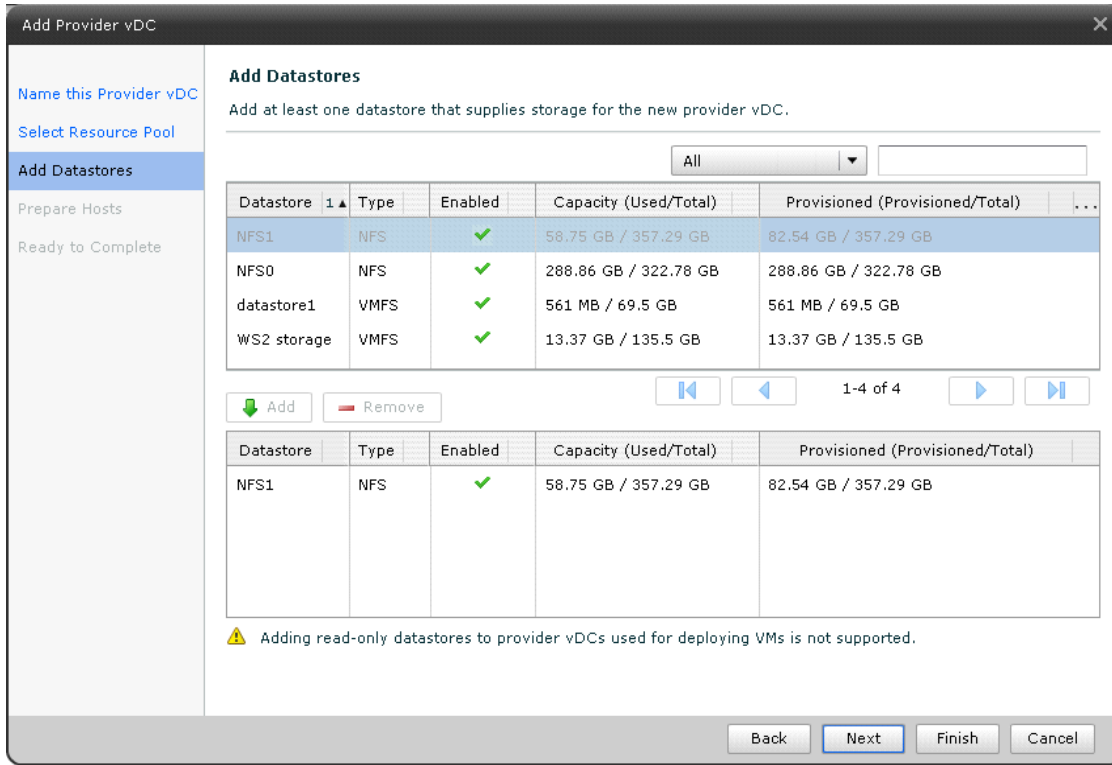 Add Provider vDC
Name this Provider vDC
Select Resource Pool
Add Datastores
Prepare Hosts
Ready to Complete
Add Datastores
Add at least one datastore that supplies storage for the new provider vDC.
All
Datastore 1 Type Enabled Capacity (Used/Total) Provisioned (Provisioned/Total) ...
NFS1 NFS 58.75 GB / 357.29 GB 82.54 GB / 357.29 GB
NFS0 NFS 288.86 GB / 322.78 GB 288.86 GB / 322.78 GB
datastore1 VMFS 561 MB / 69.5 GB 561 MB / 69.5 GB
WS2 storage VMFS 13.37 GB / 135.5 GB 13.37 GB / 135.5 GB
1-4 of 4
Add Remove
Datastore Type Enabled Capacity (Used/Total) Provisioned (Provisioned/Total)
NFS1 NFS 58.75 GB / 357.29 GB 82.54 GB / 357.29 GB
Adding read-only datastores to provider vDCs used for deploying VMs is not supported.
Back Next Finish Cancel